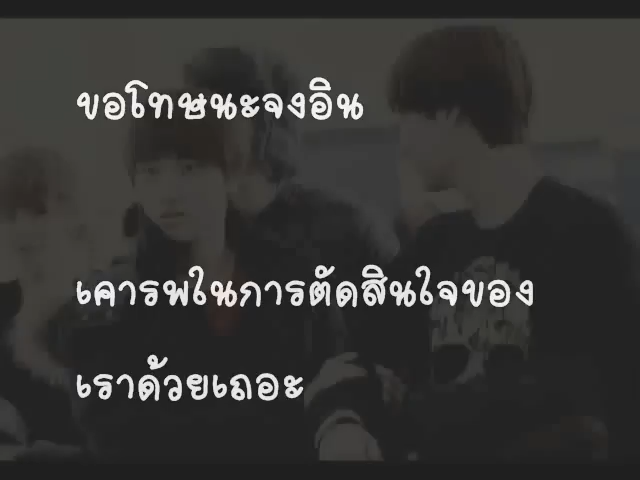 ขอโทษนะจงอิน
เคารพในการตัดสินใจของ
เราด้วยเถอะ